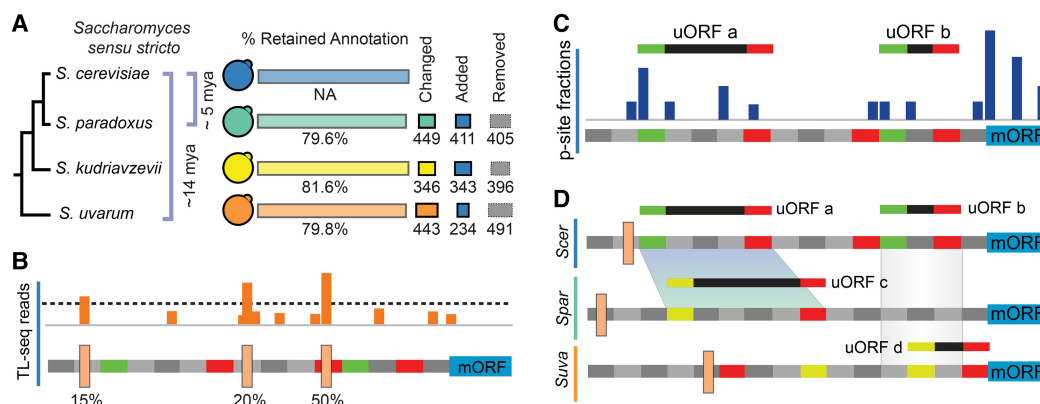 A
Saccharomyces
sensu stricto
S. cerevisiae
S. paradoxus
S. kudriavzevii
S. uvarum
~ 5 mya
~14 mya
% Retained Annotation
Changed
Added
Removed
NA
79.6%
449
411
405
81.6%
346
343
396
79.8%
443
234
491
B
TL-seq reads
mORF
15%
20%
50%
C
p-site fractions
uORF a
uORF b
mORF
D
Scer
uORF a
uORF b
mORF
Spar
uORF c
mORF
Suva
uORF d
mORF